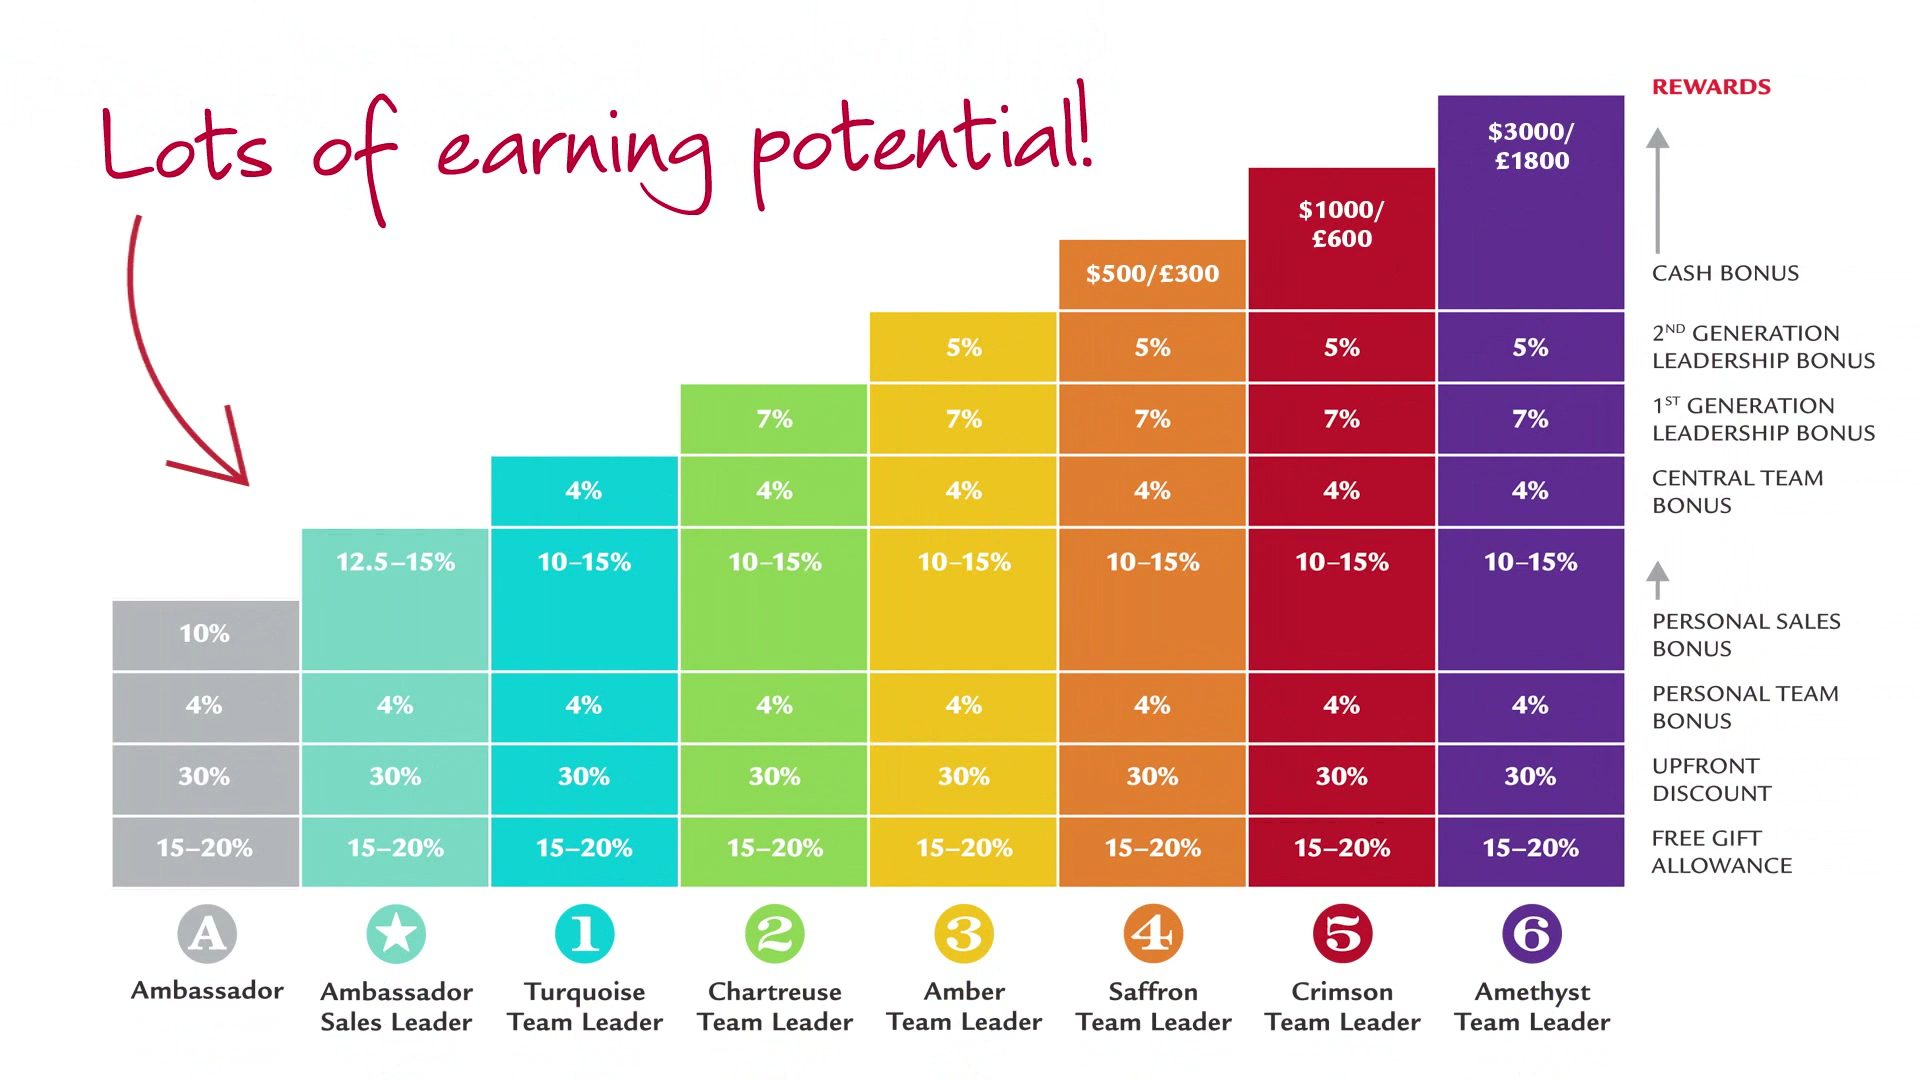 Lots of earning potential!
REWARDS
$3000/
£1800
$1000/
£600
$500/£300
CASH BONUS
5% 5% 5% 5%
2ND GENERATION
LEADERSHIP BONUS
7% 7% 7% 7% 7%
1ST GENERATION
LEADERSHIP BONUS
4% 4% 4% 4% 4% 4%
CENTRAL TEAM
BONUS
12.5–15% 10–15% 10–15% 10–15% 10–15% 10–15% 10–15%
10%
PERSONAL SALES
BONUS
4% 4% 4% 4% 4% 4% 4% 4%
PERSONAL TEAM
BONUS
30% 30% 30% 30% 30% 30% 30% 30%
UPFRONT
DISCOUNT
15–20% 15–20% 15–20% 15–20% 15–20% 15–20% 15–20% 15–20%
FREE GIFT
ALLOWANCE
A 1 2 3 4 5 6
Ambassador
Ambassador
Sales Leader
Turquoise
Team Leader
Chartreuse
Team Leader
Amber
Team Leader
Saffron
Team Leader
Crimson
Team Leader
Amethyst
Team Leader